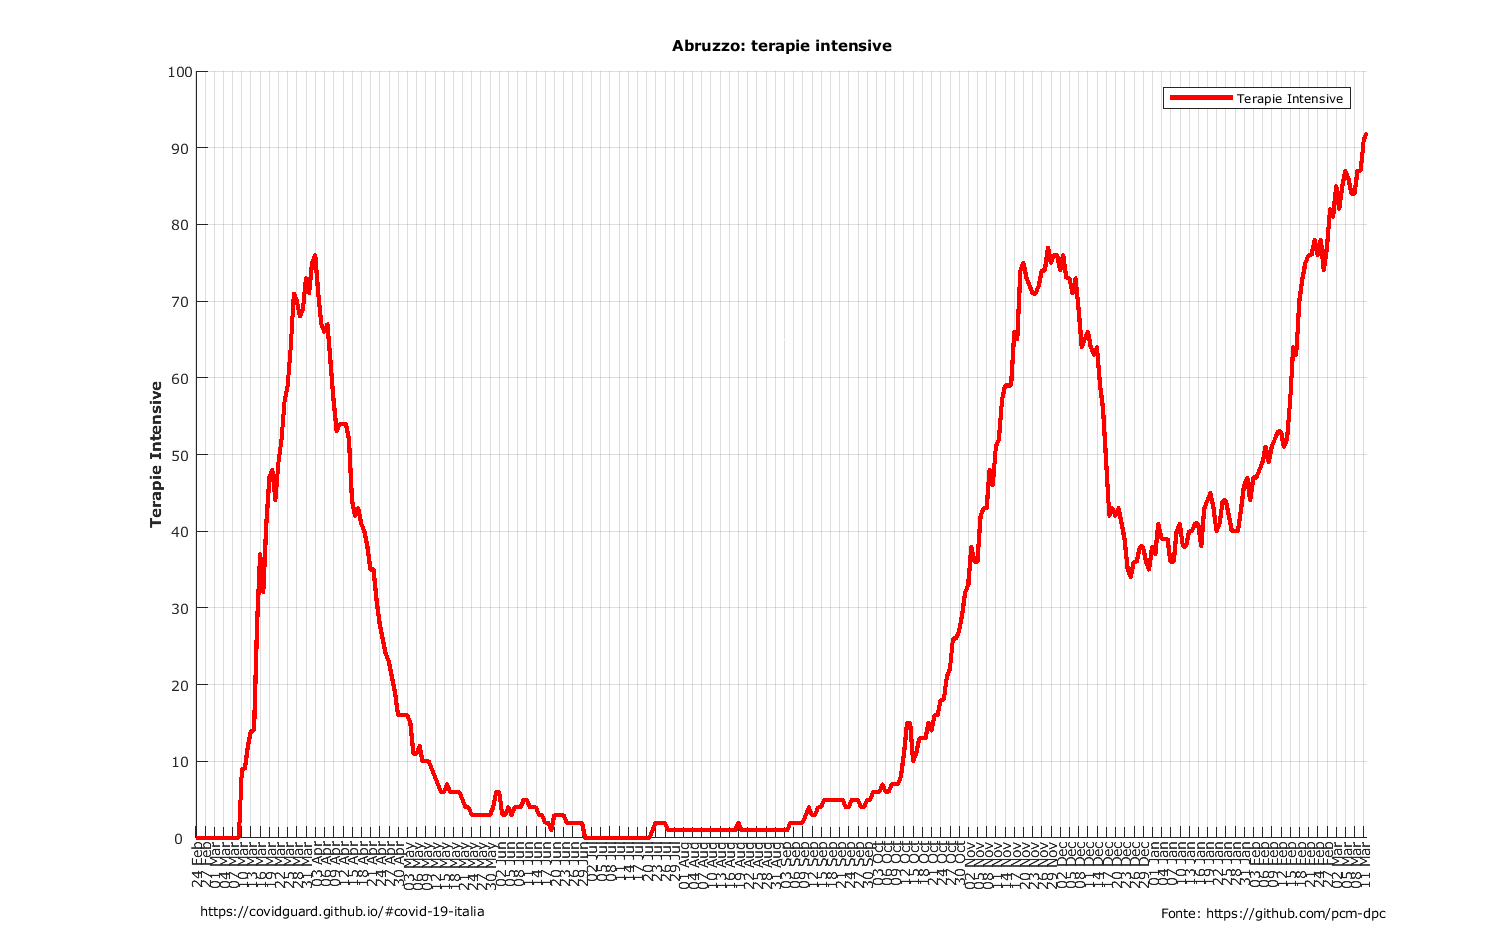 Abruzzo: terapie intensive
Terapie Intensive
Terapie Intensive
100
90
80
70
60
50
40
30
20
10
0
24 Feb
27 Feb
01 Mar
04 Mar
07 Mar
10 Mar
13 Mar
16 Mar
19 Mar
22 Mar
25 Mar
28 Mar
31 Mar
03 Apr
06 Apr
09 Apr
12 Apr
15 Apr
18 Apr
21 Apr
24 Apr
27 Apr
30 Apr
03 May
06 May
09 May
12 May
15 May
18 May
21 May
24 May
27 May
30 May
02 Jun
05 Jun
08 Jun
11 Jun
14 Jun
17 Jun
20 Jun
23 Jun
26 Jun
29 Jun
02 Jul
05 Jul
08 Jul
11 Jul
14 Jul
17 Jul
20 Jul
23 Jul
26 Jul
29 Jul
01 Aug
04 Aug
07 Aug
10 Aug
13 Aug
16 Aug
19 Aug
22 Aug
25 Aug
28 Aug
31 Aug
03 Sep
06 Sep
09 Sep
12 Sep
15 Sep
18 Sep
21 Sep
24 Sep
27 Sep
30 Sep
03 Oct
06 Oct
09 Oct
12 Oct
15 Oct
18 Oct
21 Oct
24 Oct
27 Oct
30 Oct
02 Nov
05 Nov
08 Nov
11 Nov
14 Nov
17 Nov
20 Nov
23 Nov
26 Nov
29 Nov
02 Dec
05 Dec
08 Dec
11 Dec
14 Dec
17 Dec
20 Dec
23 Dec
26 Dec
29 Dec
01 Jan
04 Jan
07 Jan
10 Jan
13 Jan
16 Jan
19 Jan
22 Jan
25 Jan
28 Jan
31 Jan
03 Feb
06 Feb
09 Feb
12 Feb
15 Feb
18 Feb
21 Feb
24 Feb
27 Feb
02 Mar
05 Mar
08 Mar
11 Mar
https://covidguard.github.io/#covid-19-italia
Fonte: https://github.com/pcm-dpc